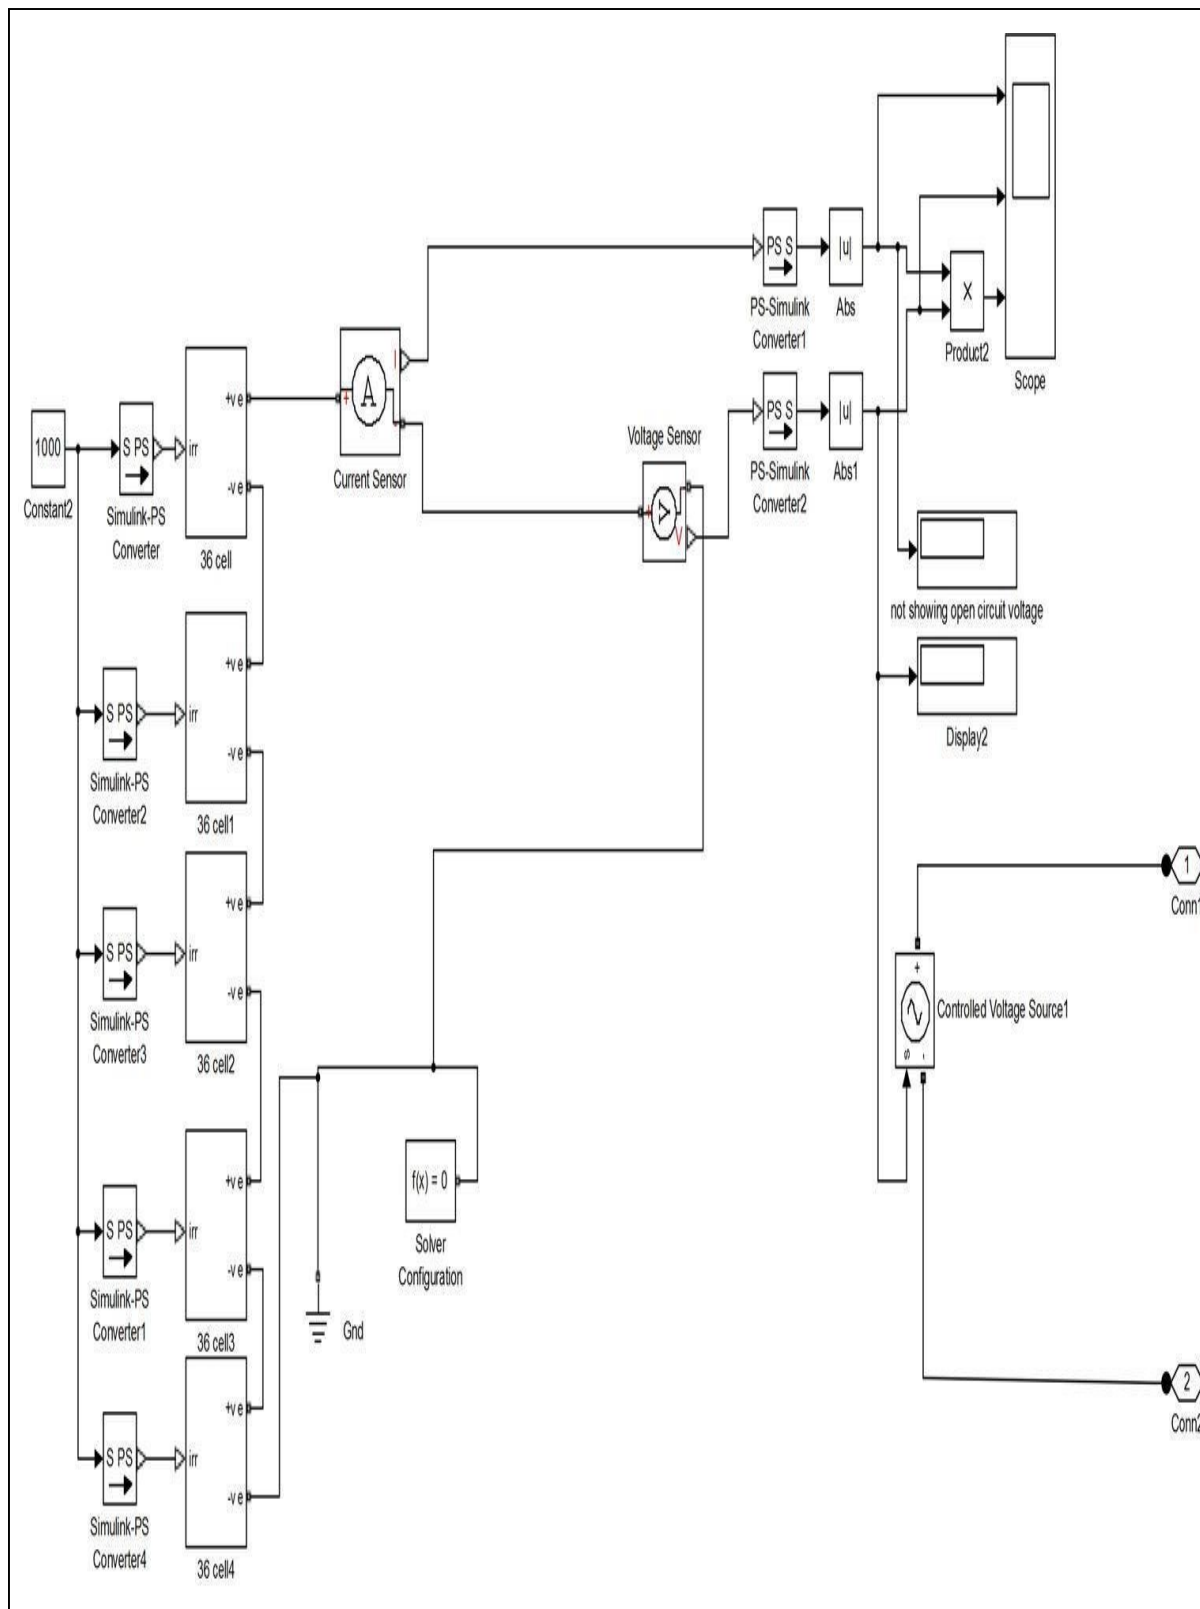 1000
Constant2
S PS
Simulink-PS
Converter
irr
+ve
-ve
36 cell
+
A
I
-
Current Sensor
Voltage Sensor
+
V
V
-
PS S
PS-Simulink
Converter1
|u|
Abs
×
Product2
Scope
PS S
PS-Simulink
Converter2
|u|
Abs1
not showing open circuit voltage
Display2
S PS
Simulink-PS
Converter2
irr
+ve
-ve
36 cell1
S PS
Simulink-PS
Converter3
irr
+ve
-ve
36 cell2
S PS
Simulink-PS
Converter1
irr
+ve
-ve
36 cell3
S PS
Simulink-PS
Converter4
irr
+ve
-ve
36 cell4
f(x) = 0
Solver
Configuration
Gnd
+
s
-
Controlled Voltage Source1
1
Conn1
2
Conn2